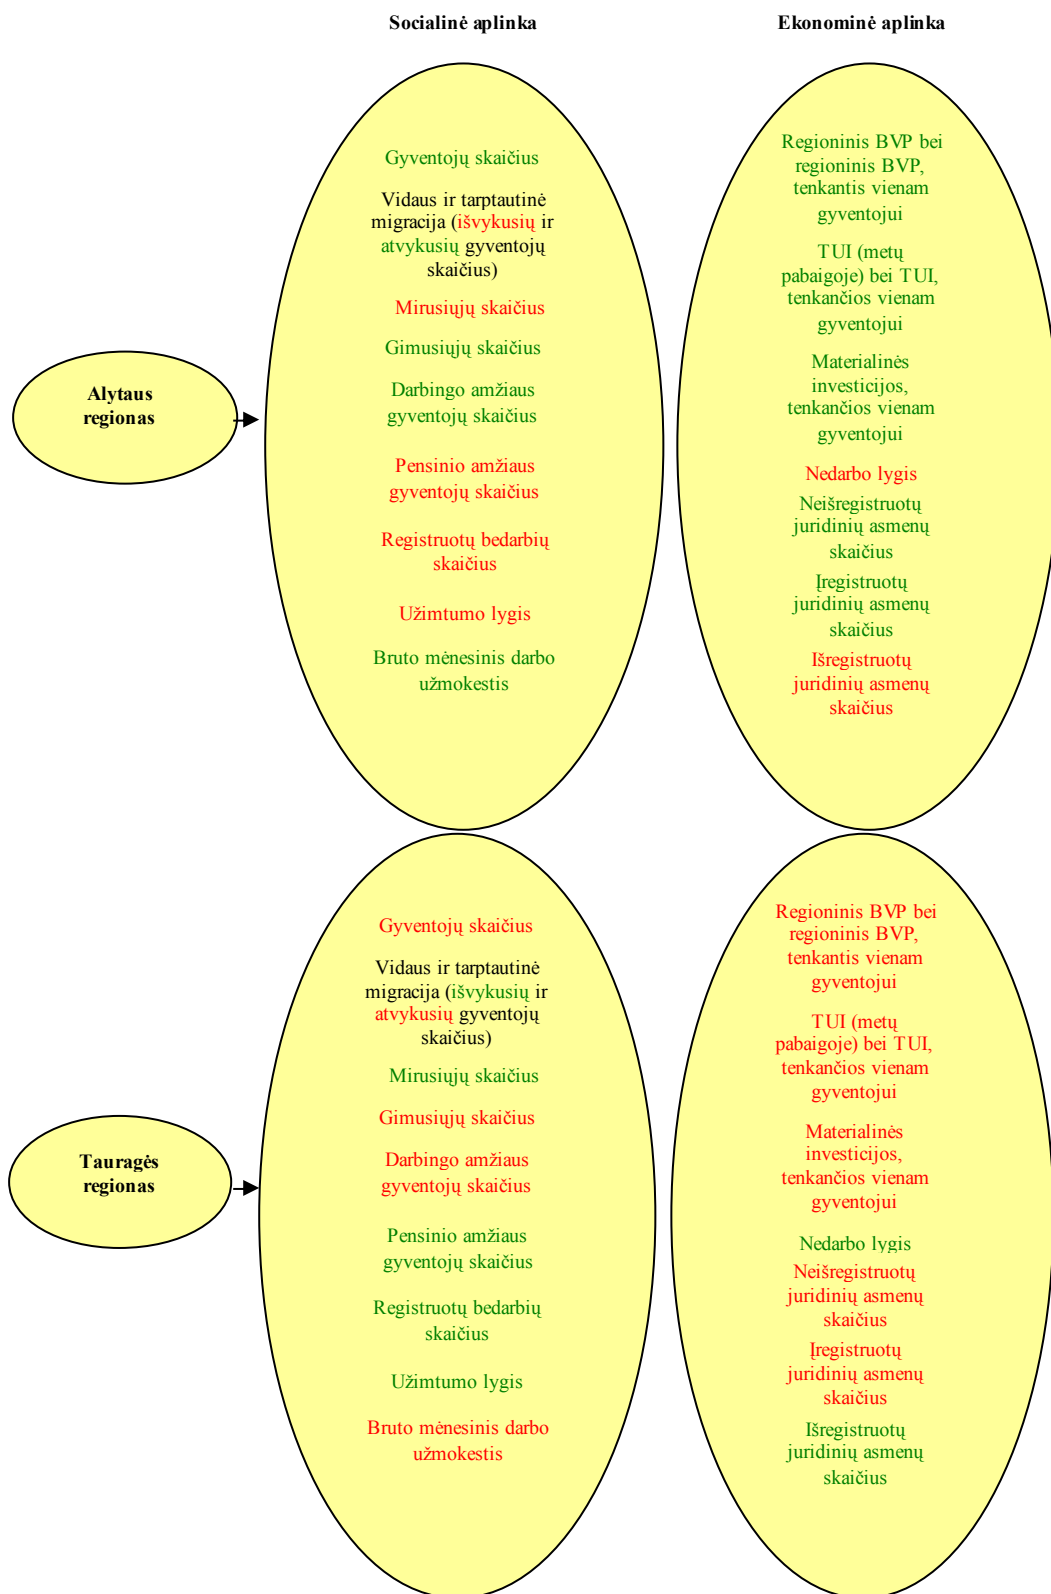 Socialinė aplinka
Ekonominė aplinka
Alytaus
regionas
Gyventojų skaičius
Vidaus ir tarptautinė
migracija (išvykusių ir
atvykusių gyventojų
skaičius)
Mirusiųjų skaičius
Gimusiųjų skaičius
Darbingo amžiaus
gyventojų skaičius
Pensinio amžiaus
gyventojų skaičius
Registruotų bedarbių
skaičius
Užimtumo lygis
Bruto mėnesinis darbo
užmokestis
Regioninis BVP bei
regioninis BVP,
tenkantis vienam
gyventojui
TUI (metų
pabaigoje) bei TUI,
tenkančios vienam
gyventojui
Materialinės
investicijos,
tenkančios vienam
gyventojui
Nedarbo lygis
Neišregistruotų
juridinių asmenų
skaičius
Įregistruotų
juridinių asmenų
skaičius
Išregistruotų
juridinių asmenų
skaičius
Tauragės
regionas
Gyventojų skaičius
Vidaus ir tarptautinė
migracija (išvykusių ir
atvykusių gyventojų
skaičius)
Mirusiųjų skaičius
Gimusiųjų skaičius
Darbingo amžiaus
gyventojų skaičius
Pensinio amžiaus
gyventojų skaičius
Registruotų bedarbių
skaičius
Užimtumo lygis
Bruto mėnesinis darbo
užmokestis
Regioninis BVP bei
regioninis BVP,
tenkantis vienam
gyventojui
TUI (metų
pabaigoje) bei TUI,
tenkančios vienam
gyventojui
Materialinės
investicijos,
tenkančios vienam
gyventojui
Nedarbo lygis
Neišregistruotų
juridinių asmenų
skaičius
Įregistruotų
juridinių asmenų
skaičius
Išregistruotų
juridinių asmenų
skaičius